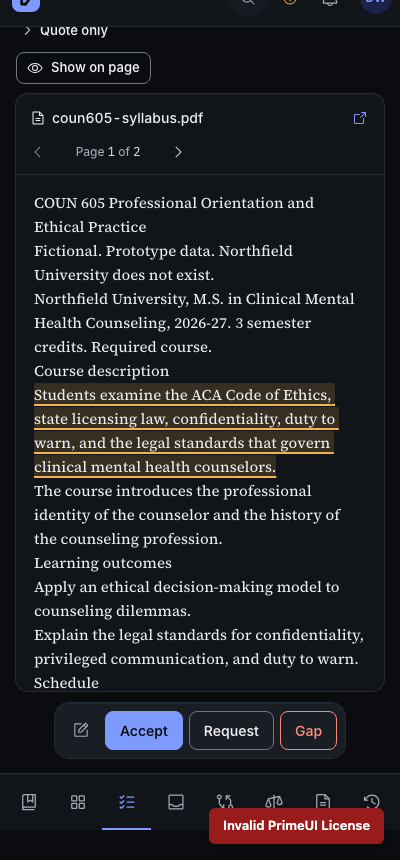 Quote only
Show on page
coun605-syllabus.pdf
Page 1 of 2
COUN 605 Professional Orientation and
Ethical Practice
Fictional. Prototype data. Northfield
University does not exist.
Northfield University, M.S. in Clinical Mental
Health Counseling, 2026-27. 3 semester
credits. Required course.
Course description
Students examine the ACA Code of Ethics,
state licensing law, confidentiality, duty to
warn, and the legal standards that govern
clinical mental health counselors.
The course introduces the professional
identity of the counselor and the history of
the counseling profession.
Learning outcomes
Apply an ethical decision-making model to
counseling dilemmas.
Explain the legal standards for confidentiality,
privileged communication, and duty to warn.
Schedule
Accept
Request
Gap
Invalid PrimeUI License